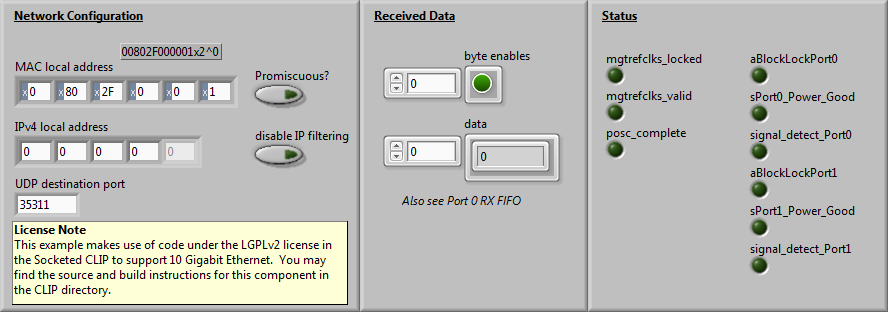 Network Configuration
00802F000001x2^0
MAC local address
x0 x80 x2F x0 x0 x1
Promiscuous?
IPv4 local address
0 0 0 0 0
disable IP filtering
UDP destination port
35311
License Note
This example makes use of code under the LGPLv2 license in
the Socketed CLIP to support 10 Gigabit Ethernet. You may
find the source and build instructions for this component in
the CLIP directory.
Received Data
byte enables
0
data
0
0
Also see Port 0 RX FIFO
Status
mgtrefclks_locked
mgtrefclks_valid
posc_complete
aBlockLockPort0
sPort0_Power_Good
signal_detect_Port0
aBlockLockPort1
sPort1_Power_Good
signal_detect_Port1